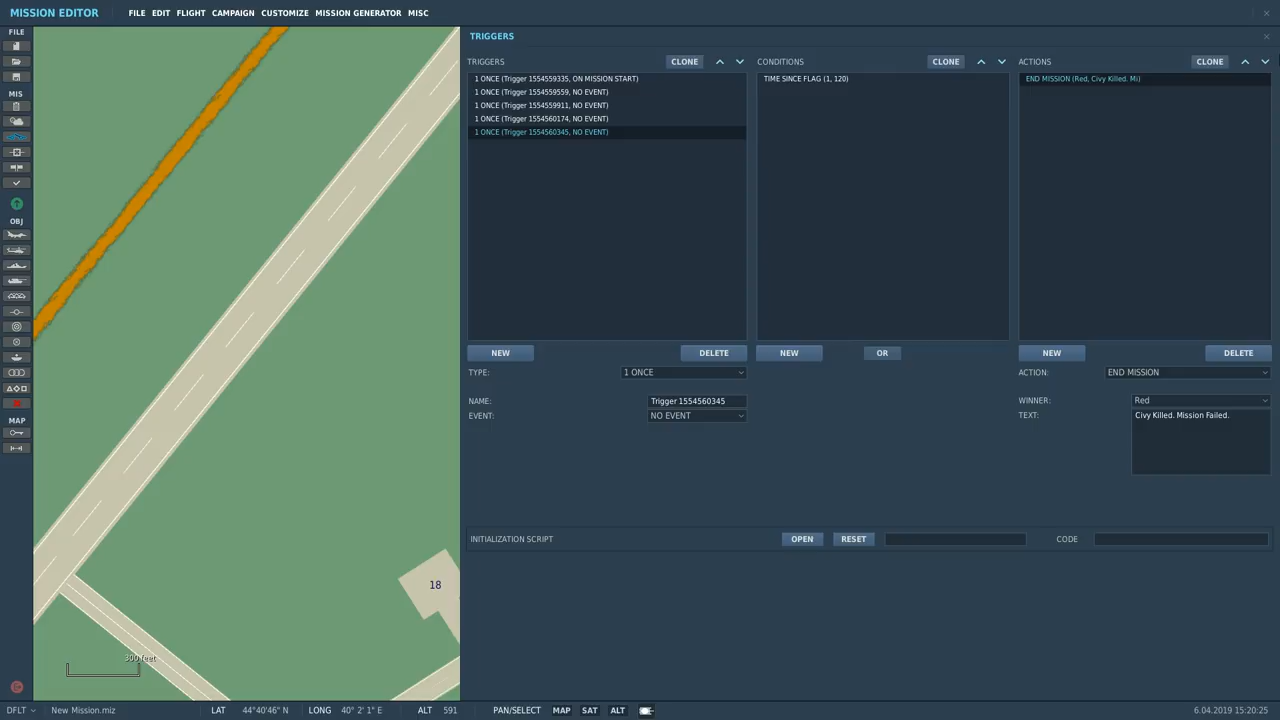 MISSION EDITOR
FILE EDIT FLIGHT CAMPAIGN CUSTOMIZE MISSION GENERATOR MISC
FILE
MIS
OBJ
MAP
18
300 feet
TRIGGERS
TRIGGERS CLONE
1 ONCE (Trigger 1554559335, ON MISSION START)
1 ONCE (Trigger 1554559559, NO EVENT)
1 ONCE (Trigger 1554559911, NO EVENT)
1 ONCE (Trigger 1554560174, NO EVENT)
1 ONCE (Trigger 1554560345, NO EVENT)
NEW DELETE
TYPE: 1 ONCE
NAME: Trigger 1554560345
EVENT: NO EVENT
CONDITIONS CLONE
TIME SINCE FLAG (1, 120)
NEW OR
ACTIONS CLONE
END MISSION (Red, Civy Killed. Mi)
NEW DELETE
ACTION: END MISSION
WINNER: Red
TEXT: Civy Killed. Mission Failed.
INITIALIZATION SCRIPT OPEN RESET CODE
DFLT New Mission.miz LAT 44°40'46" N LONG 40° 2' 1" E ALT 591 PAN/SELECT MAP SAT ALT 6.04.2019 15:20:25